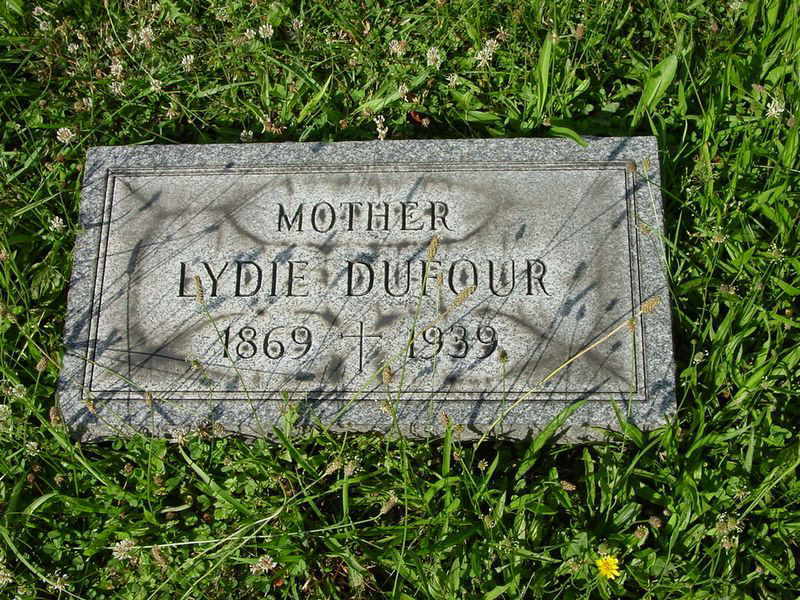 MOTHER
LYDIE DUFOUR
1869 † 1939